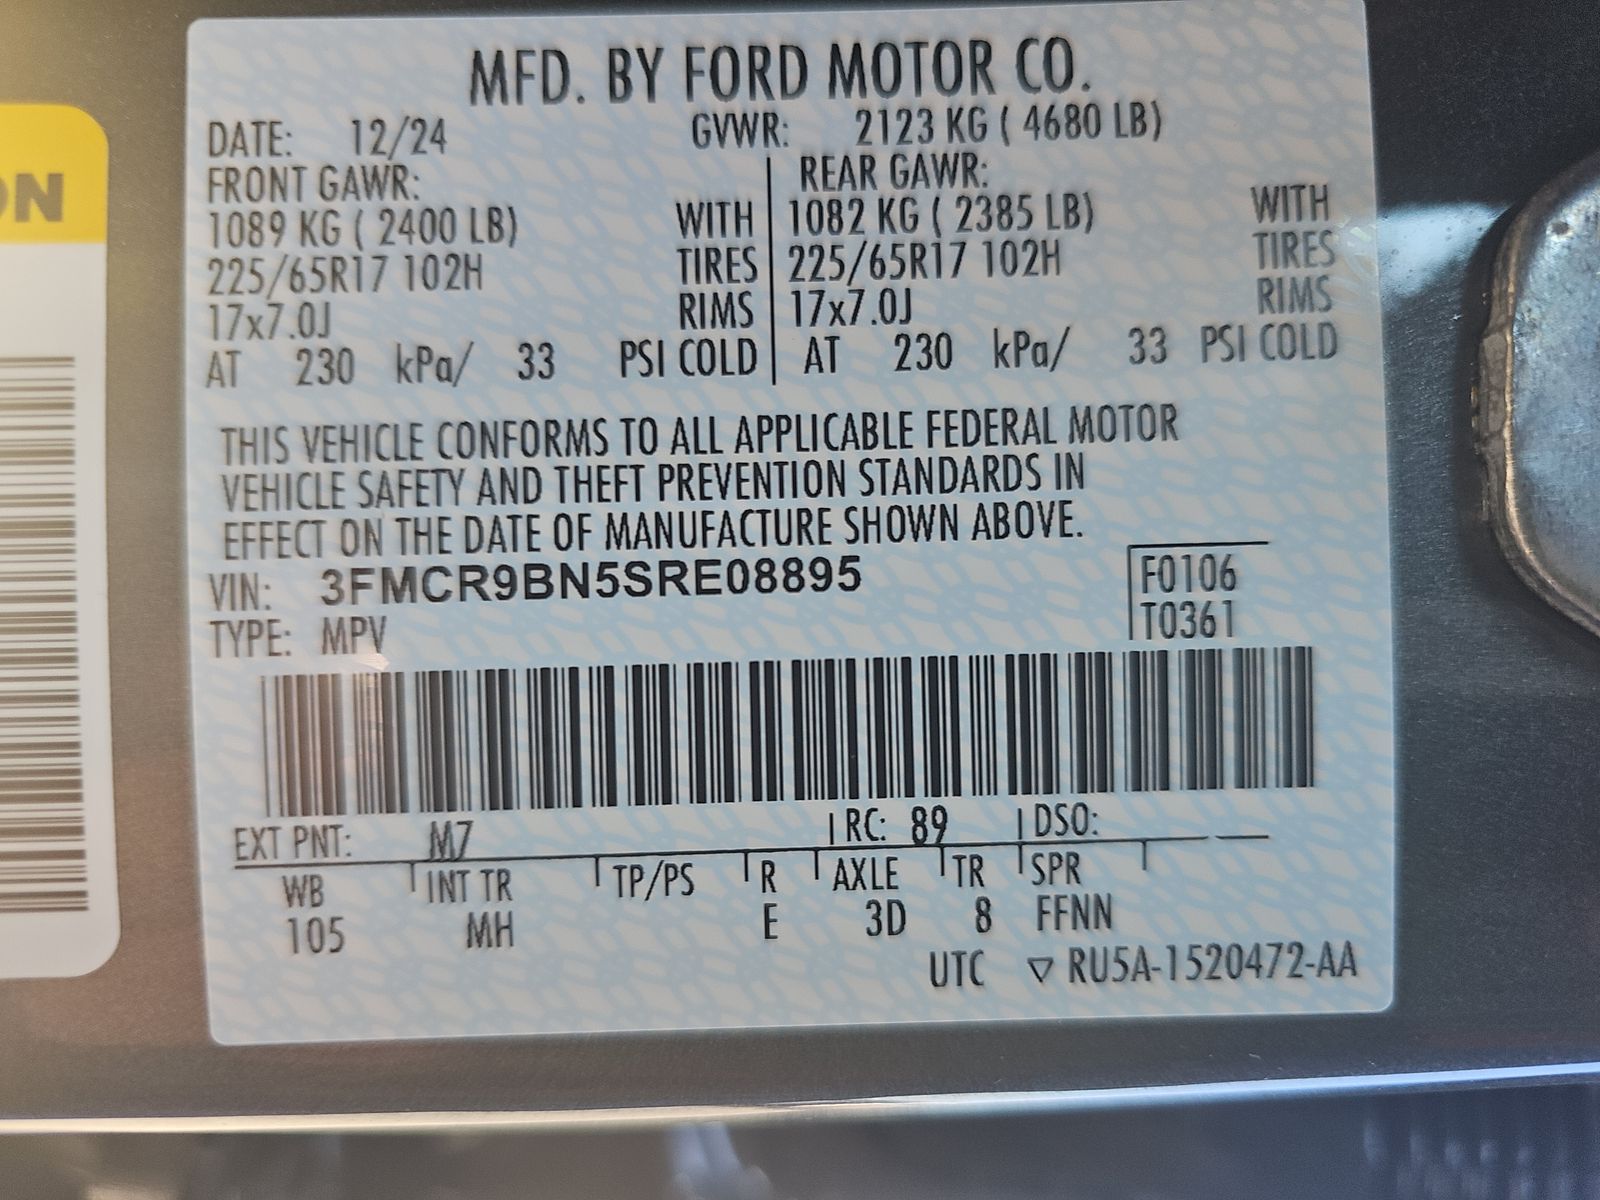 ON
MFD. BY FORD MOTOR CO.
DATE: 12/24 GVWR: 2123 KG ( 4680 LB)
FRONT GAWR: REAR GAWR:
1089 KG ( 2400 LB) WITH 1082 KG ( 2385 LB) WITH
225/65R17 102H TIRES 225/65R17 102H TIRES
17x7.0J RIMS 17x7.0J RIMS
AT 230 kPa/ 33 PSI COLD AT 230 kPa/ 33 PSI COLD
THIS VEHICLE CONFORMS TO ALL APPLICABLE FEDERAL MOTOR
VEHICLE SAFETY AND THEFT PREVENTION STANDARDS IN
EFFECT ON THE DATE OF MANUFACTURE SHOWN ABOVE.
VIN: 3FMCR9BN5SRE08895 F0106
TYPE: MPV T0361
EXT PNT: M7 RC: 89 DSO:
WB INT TR TP/PS R AXLE TR SPR
105 MH E 3D 8 FFNN
UTC ▽ RU5A-1520472-AA